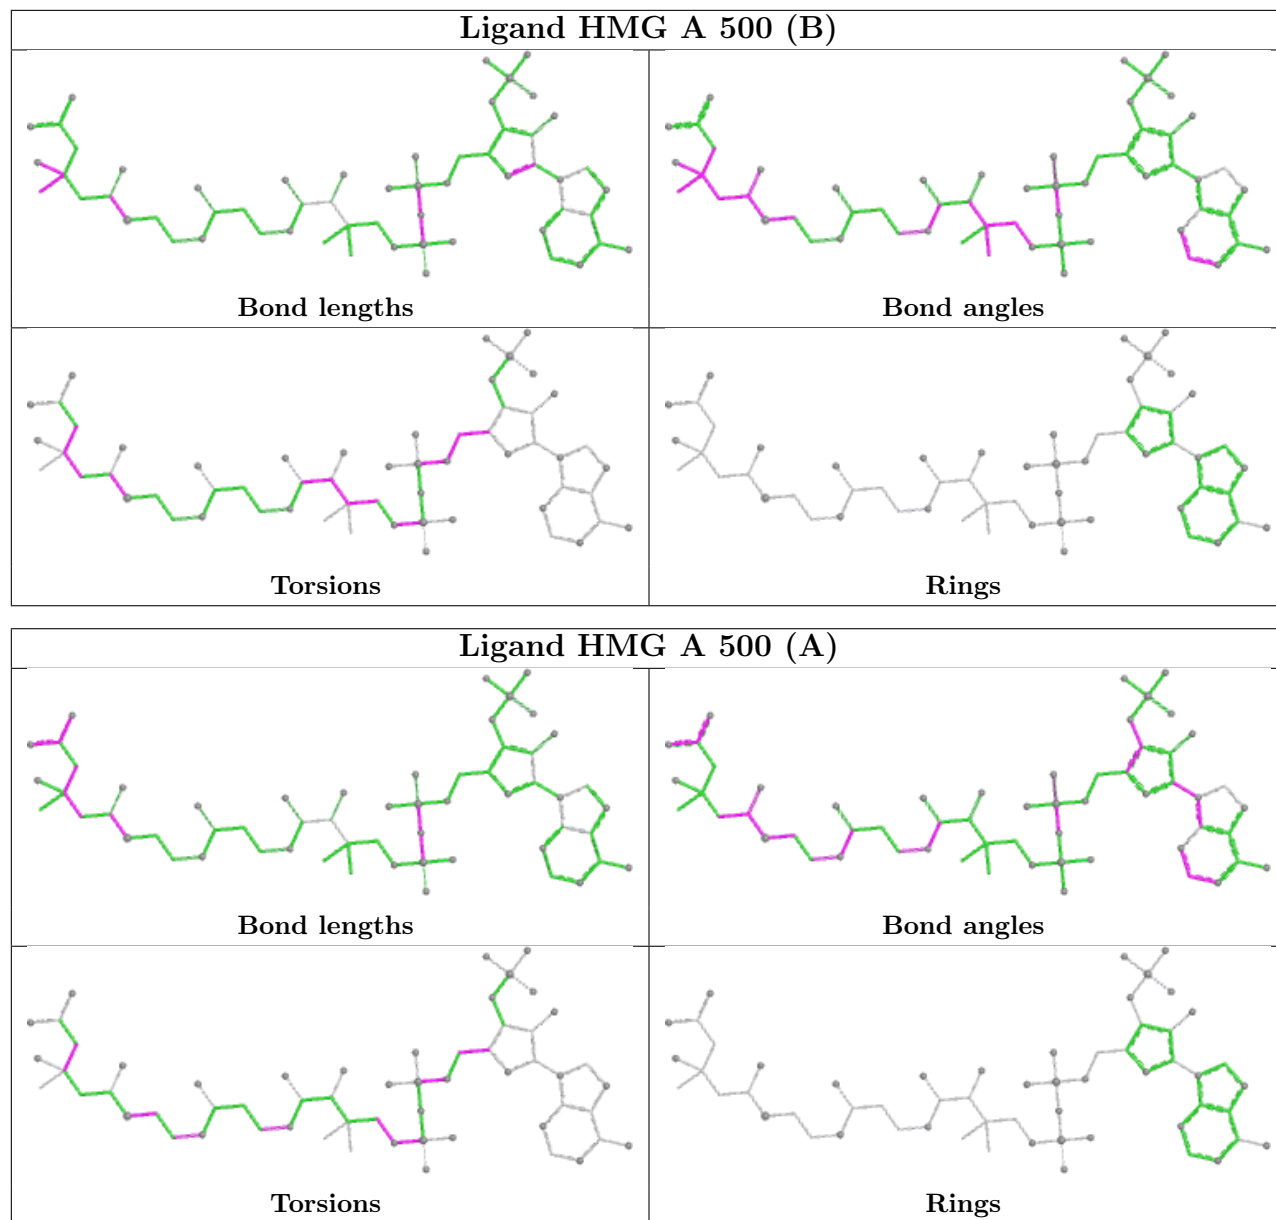 Ligand HMG A 500 (B)
Bond lengths
Bond angles
Torsions
Rings
Ligand HMG A 500 (A)
Bond lengths
Bond angles
Torsions
Rings